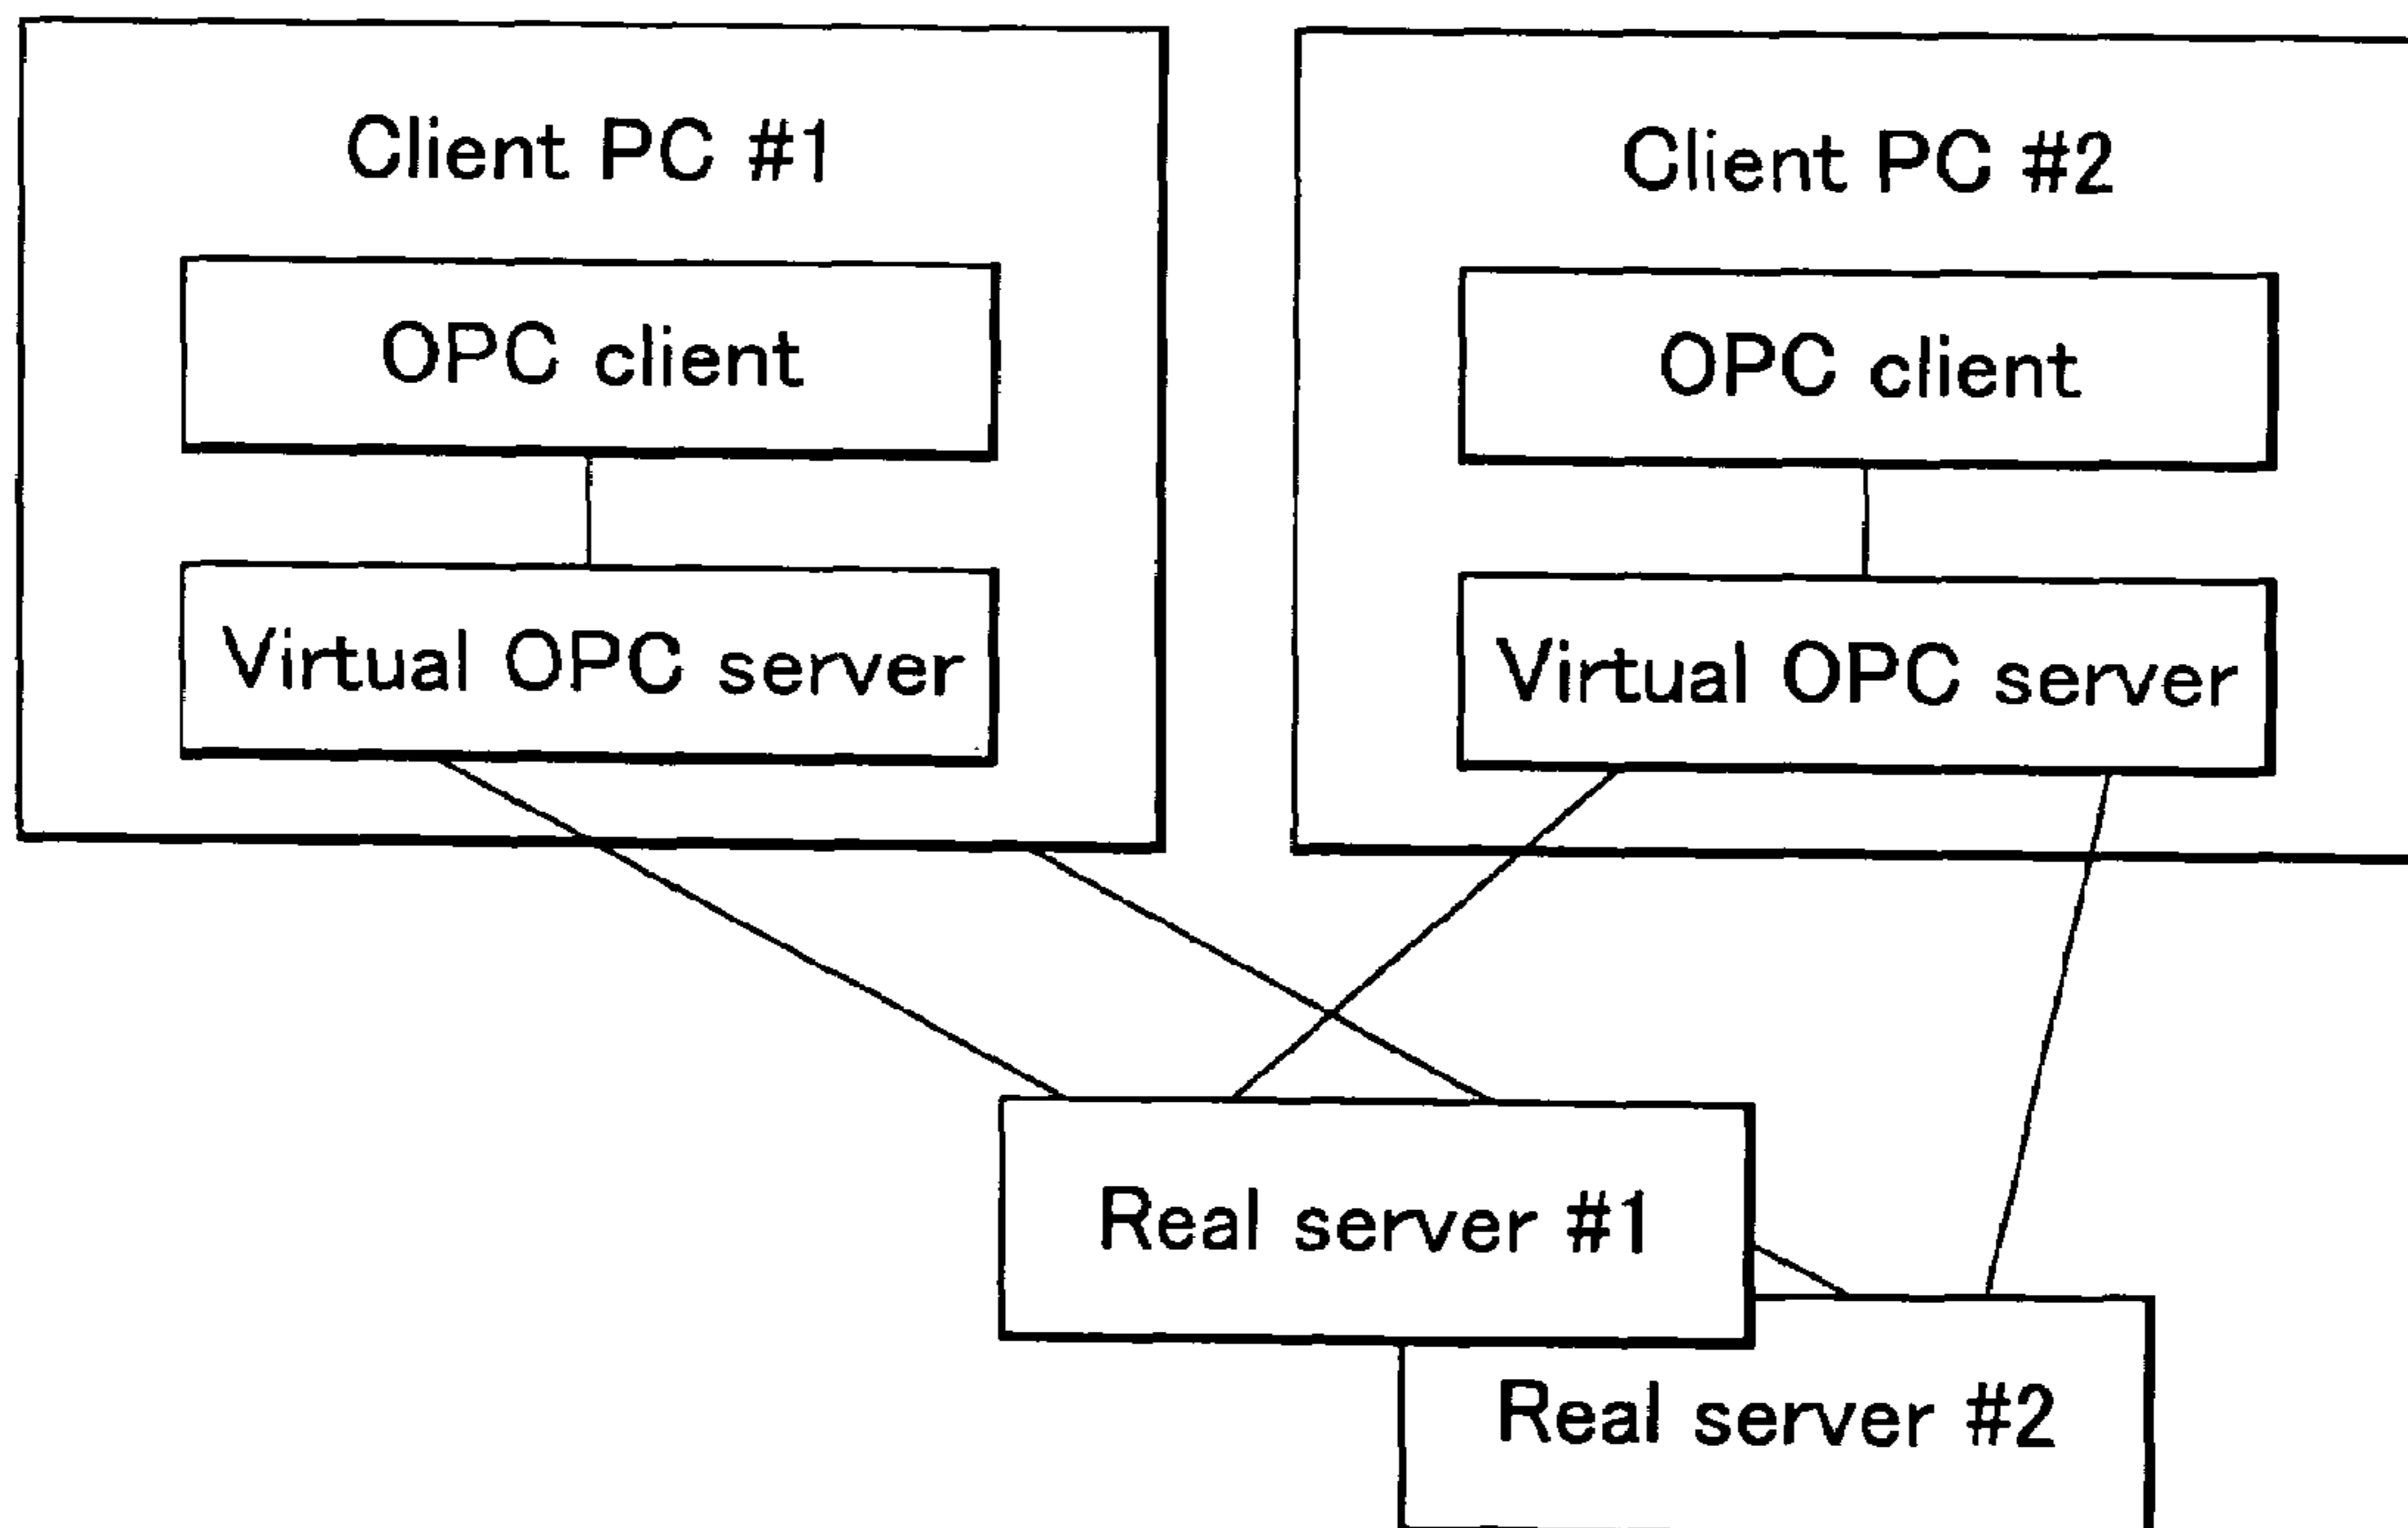 Client PC #1
OPC client
Virtual OPC server
Client PC #2
OPC client
Virtual OPC server
Real server #1
Real server #2